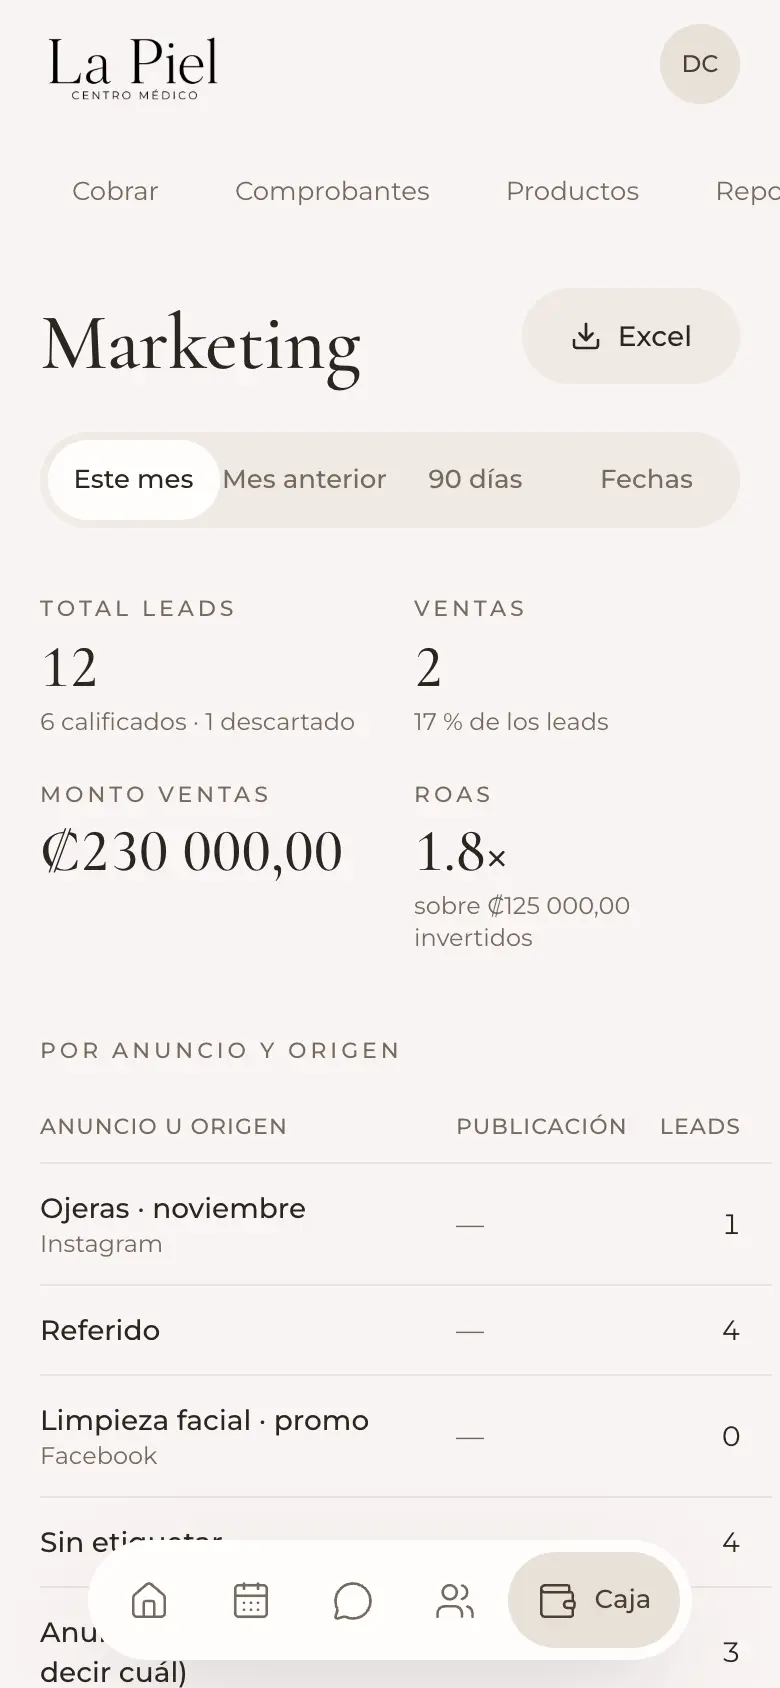 La Piel
CENTRO MÉDICO
DC
Cobrar Comprobantes Productos Repo
Marketing
Excel
Este mes Mes anterior 90 días Fechas
TOTAL LEADS
12
6 calificados · 1 descartado
VENTAS
2
17 % de los leads
MONTO VENTAS
₡230 000,00
ROAS
1.8×
sobre ₡125 000,00
invertidos
POR ANUNCIO Y ORIGEN
ANUNCIO U ORIGEN PUBLICACIÓN LEADS
Ojeras · noviembre — 1
Instagram
Referido — 4
Limpieza facial · promo — 0
Facebook
Sin etiquetar 4
3
decir cuál)
Caja